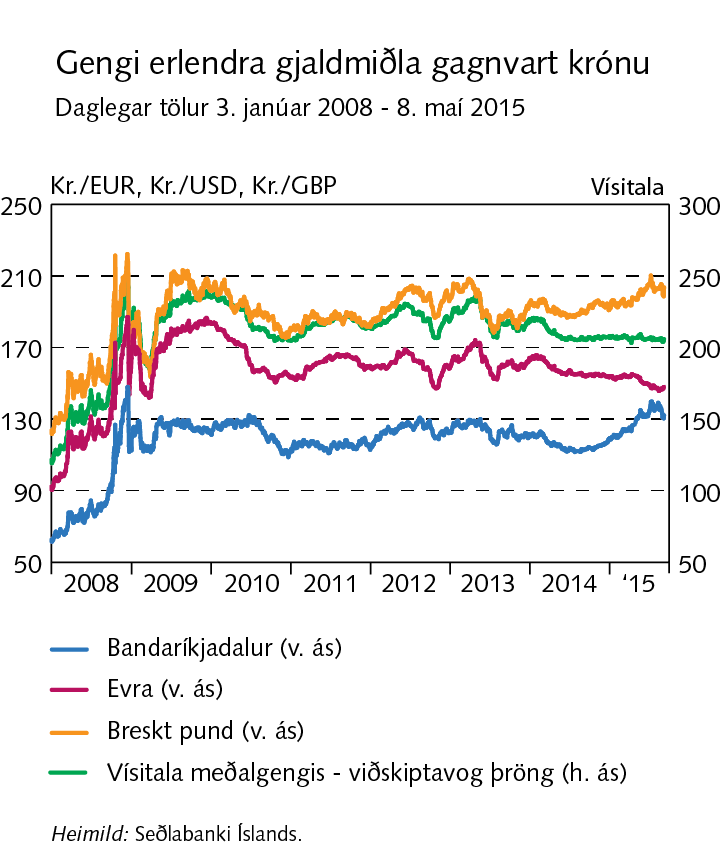 Gengi erlendra gjaldmiðla gagnvart krónu
Daglegar tölur 3. janúar 2008 - 8. maí 2015
Kr./EUR, Kr./USD, Kr./GBP Vísitala
250 300
210 250
170 200
130 150
90 100
50 50
2008 2009 2010 2011 2012 2013 2014 ‘15
Bandaríkjadalur (v. ás)
Evra (v. ás)
Breskt pund (v. ás)
Vísitala meðalgengis - viðskiptavog þröng (h. ás)
Heimild: Seðlabanki Íslands.